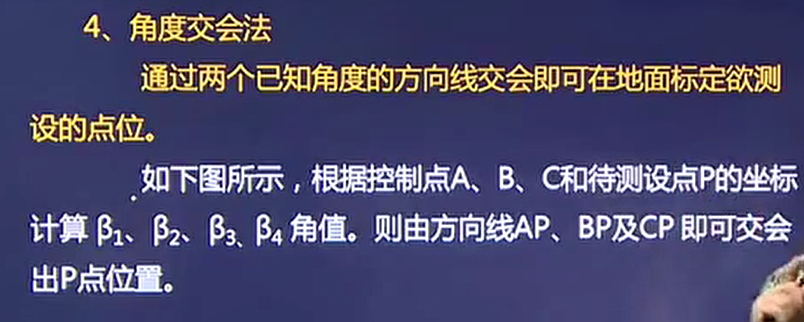 4、角度交会法
通过两个已知角度的方向线交会即可在地面标定欲测
设的点位。
如下图所示，根据控制点A、B、C和待测设点P的坐标
计算 β₁、β₂、β₃、β₄ 角值。则由方向线AP、BP及CP 即可交会
出P点位置。